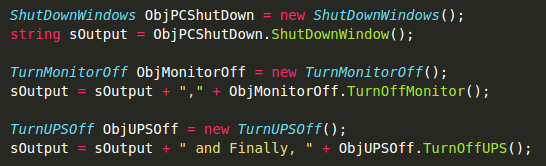 ShutDownWindows ObjPCShutDown = new ShutDownWindows();
string sOutput = ObjPCShutDown.ShutDownWindow();
TurnMonitorOff ObjMonitorOff = new TurnMonitorOff();
sOutput = sOutput + "," + ObjMonitorOff.TurnOffMonitor();
TurnUPSOff ObjUPSOff = new TurnUPSOff();
sOutput = sOutput + " and Finally, " + ObjUPSOff.TurnOffUPS();